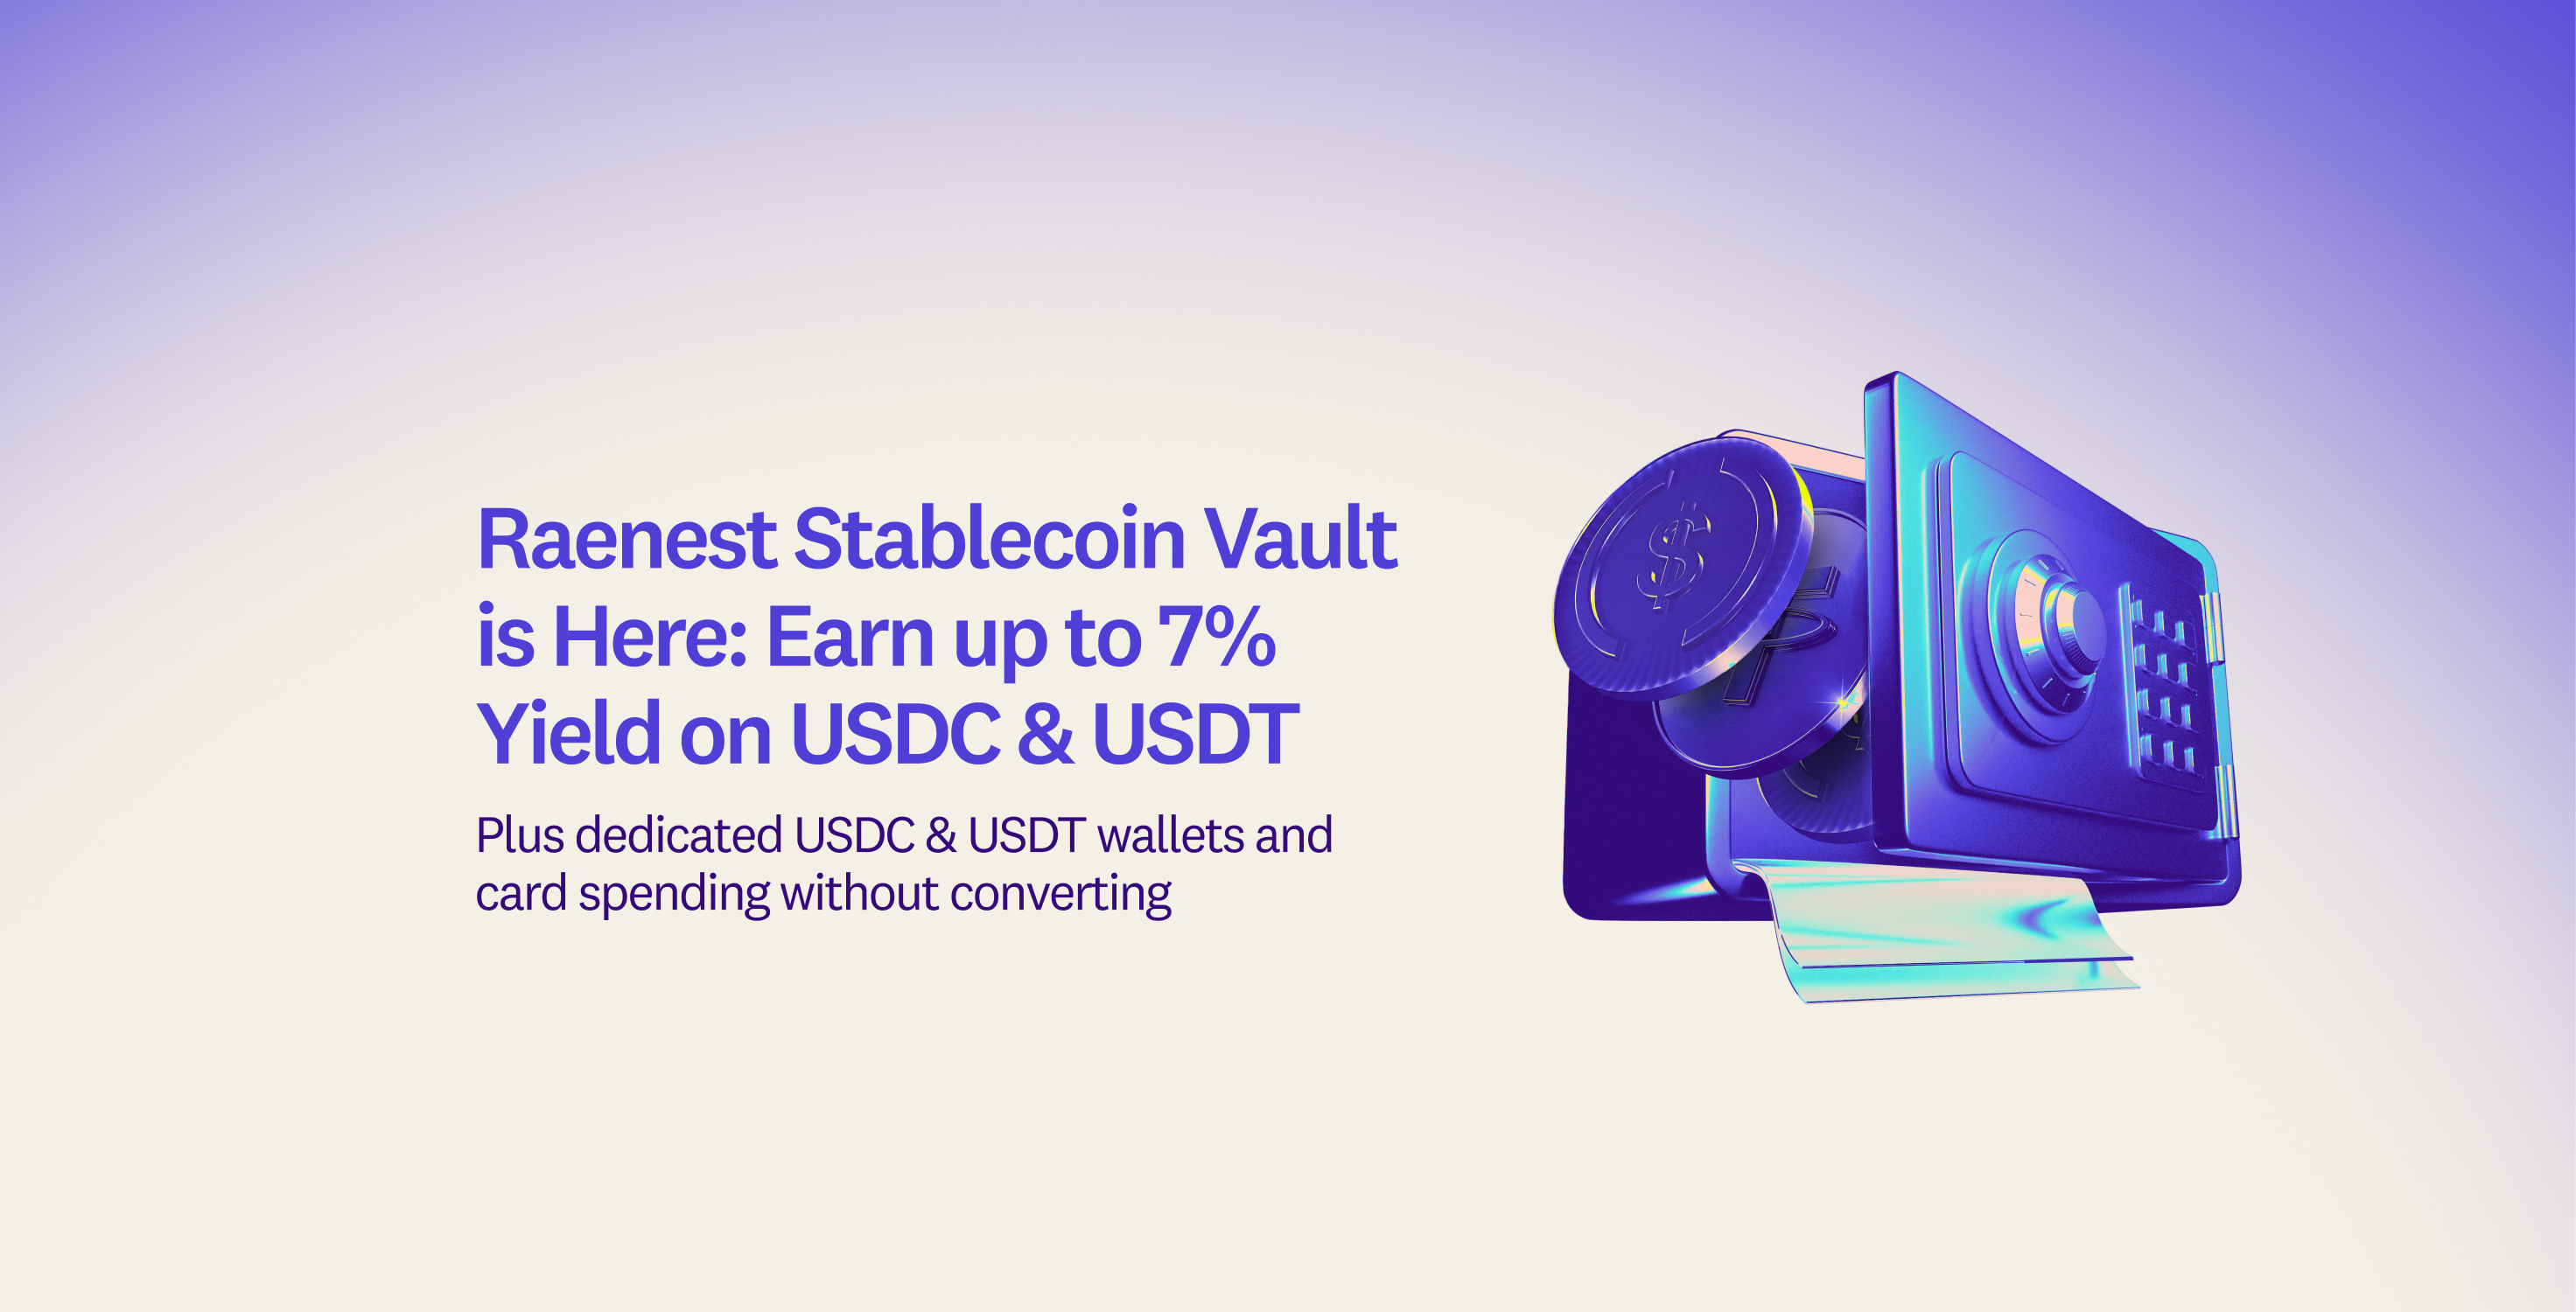 Raenest Stablecoin Vault
is Here: Earn up to 7%
Yield on USDC & USDT
Plus dedicated USDC & USDT wallets and
card spending without converting
$